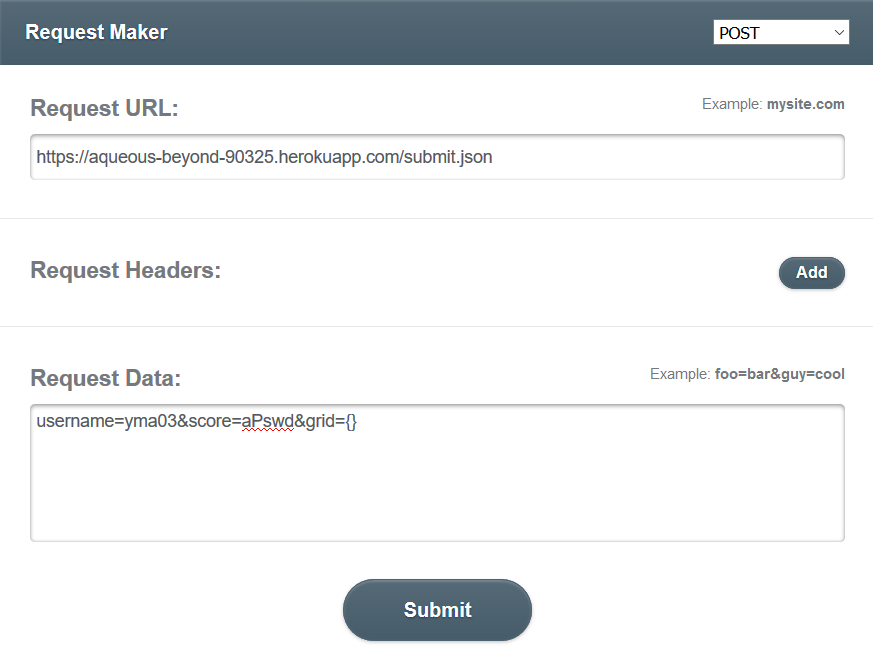 Request Maker
POST
Request URL:
Example: mysite.com
https://aqueous-beyond-90325.herokuapp.com/submit.json
Request Headers:
Add
Request Data:
Example: foo=bar&guy=cool
username=yma03&score=aPswd&grid={}
Submit